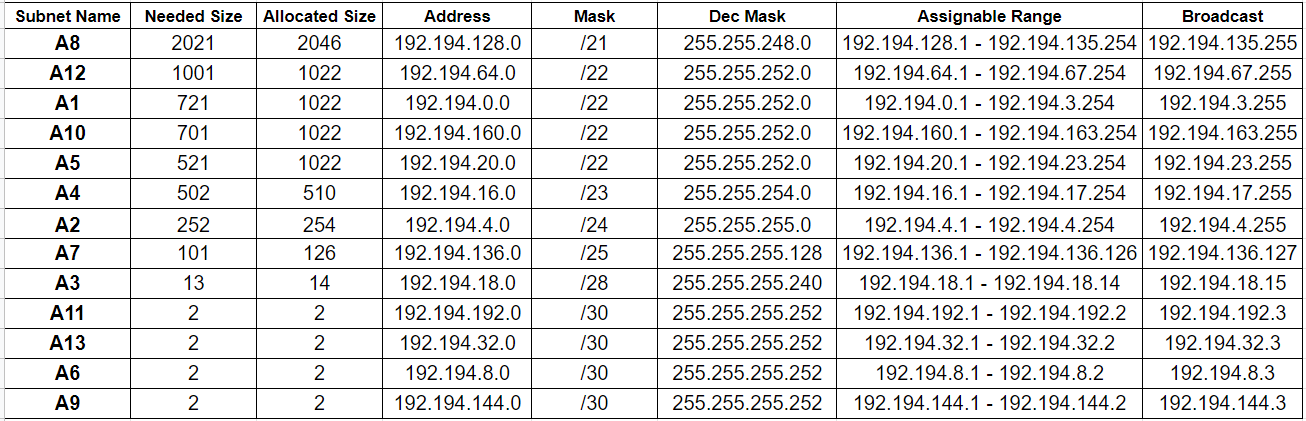 Subnet Name Needed Size Allocated Size Address Mask Dec Mask Assignable Range Broadcast
A8 2021 2046 192.194.128.0 /21 255.255.248.0 192.194.128.1 - 192.194.135.254 192.194.135.255
A12 1001 1022 192.194.64.0 /22 255.255.252.0 192.194.64.1 - 192.194.67.254 192.194.67.255
A1 721 1022 192.194.0.0 /22 255.255.252.0 192.194.0.1 - 192.194.3.254 192.194.3.255
A10 701 1022 192.194.160.0 /22 255.255.252.0 192.194.160.1 - 192.194.163.254 192.194.163.255
A5 521 1022 192.194.20.0 /22 255.255.252.0 192.194.20.1 - 192.194.23.254 192.194.23.255
A4 502 510 192.194.16.0 /23 255.255.254.0 192.194.16.1 - 192.194.17.254 192.194.17.255
A2 252 254 192.194.4.0 /24 255.255.255.0 192.194.4.1 - 192.194.4.254 192.194.4.255
A7 101 126 192.194.136.0 /25 255.255.255.128 192.194.136.1 - 192.194.136.126 192.194.136.127
A3 13 14 192.194.18.0 /28 255.255.255.240 192.194.18.1 - 192.194.18.14 192.194.18.15
A11 2 2 192.194.192.0 /30 255.255.255.252 192.194.192.1 - 192.194.192.2 192.194.192.3
A13 2 2 192.194.32.0 /30 255.255.255.252 192.194.32.1 - 192.194.32.2 192.194.32.3
A6 2 2 192.194.8.0 /30 255.255.255.252 192.194.8.1 - 192.194.8.2 192.194.8.3
A9 2 2 192.194.144.0 /30 255.255.255.252 192.194.144.1 - 192.194.144.2 192.194.144.3